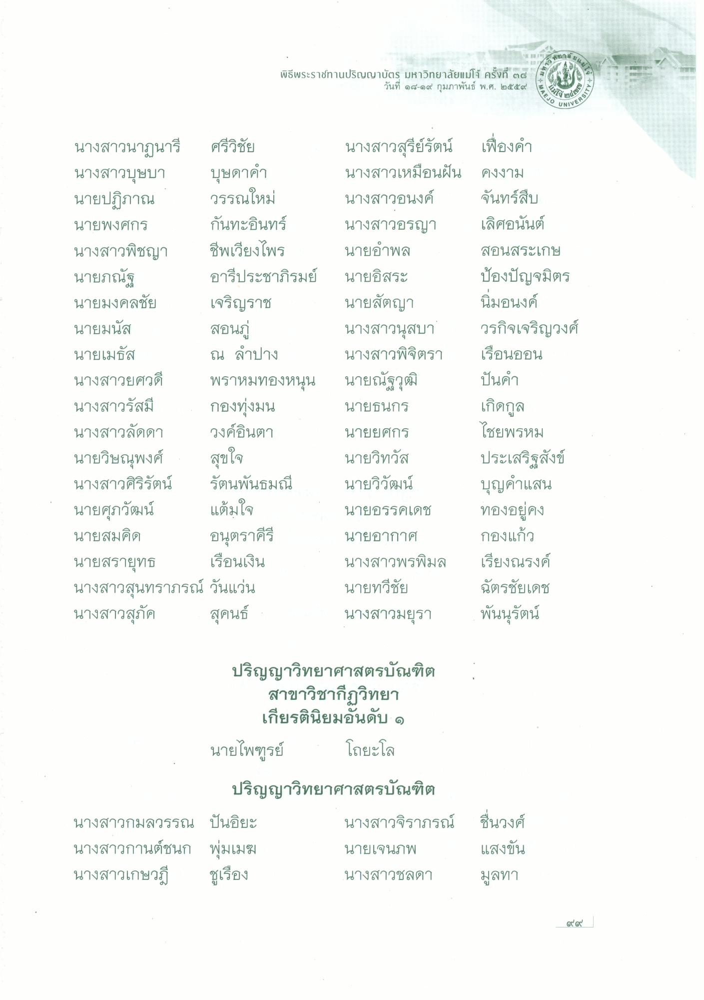 พิธีพระราชทานปริญญาบัตร มหาวิทยาลัยแม่โจ้ ครั้งที่ ๓๘
วันที่ ๑๘-๑๙ กุมภาพันธ์ พ.ศ. ๒๕๕๙
มหาวิทยาลัยแม่โจ้
แม่โจ้ ๒๔๗๗
MAEJO UNIVERSITY
นางสาวนาฏนารี ศรีวิชัย นางสาวสุรีย์รัตน์ เฟื่องคำ
นางสาวบุษบา บุษดาคำ นางสาวเหมือนฝัน คงงาม
นายปฏิภาณ วรรณใหม่ นางสาวอนงค์ จันทร์สืบ
นายพงศกร กันทะอินทร์ นางสาวอรญา เลิศอนันต์
นางสาวพิชญา ชีพเวียงไพร นายอำพล สอนสระเกษ
นายภณัฐ อารีประชาภิรมย์ นายอิสระ ป้องปัญจมิตร
นายมงคลชัย เจริญราช นายสัตญา นิ่มอนงค์
นายมนัส สอนภู่ นางสาวนุสบา วรกิจเจริญวงศ์
นายเมธัส ณ ลำปาง นางสาวพิจิตรา เรือนออน
นางสาวยศวดี พราหมทองหนุน นายณัฐวุฒิ ปันคำ
นางสาวรัสมี กองทุ่งมน นายธนกร เกิดกูล
นางสาวลัดดา วงค์อินตา นายยศกร ไชยพรหม
นายวิษณุพงศ์ สุขใจ นายวิทวัส ประเสริฐสังข์
นางสาวศิริรัตน์ รัตนพันธมณี นายวิวัฒน์ บุญคำแสน
นายศุภวัฒน์ แต้มใจ นายอรรคเดช ทองอยู่คง
นายสมคิด อนุตราคีรี นายอากาศ กองแก้ว
นายสรายุทธ เรือนเงิน นางสาวพรพิมล เรียงณรงค์
นางสาวสุนทราภรณ์ วันแว่น นายทวีชัย ฉัตรชัยเดช
นางสาวสุภัค สุคนธ์ นางสาวมยุรา พันนุรัตน์
ปริญญาวิทยาศาสตรบัณฑิต
สาขาวิชากีฏวิทยา
เกียรตินิยมอันดับ ๑
นายไพฑูรย์ โถยะโล
ปริญญาวิทยาศาสตรบัณฑิต
นางสาวกมลวรรณ ปันอิยะ นางสาวจิราภรณ์ ชื่นวงศ์
นางสาวกานต์ชนก พุ่มเมฆ นายเจนภพ แสงขัน
นางสาวเกษวฎี ชูเรือง นางสาวชลดา มูลทา
๙๙